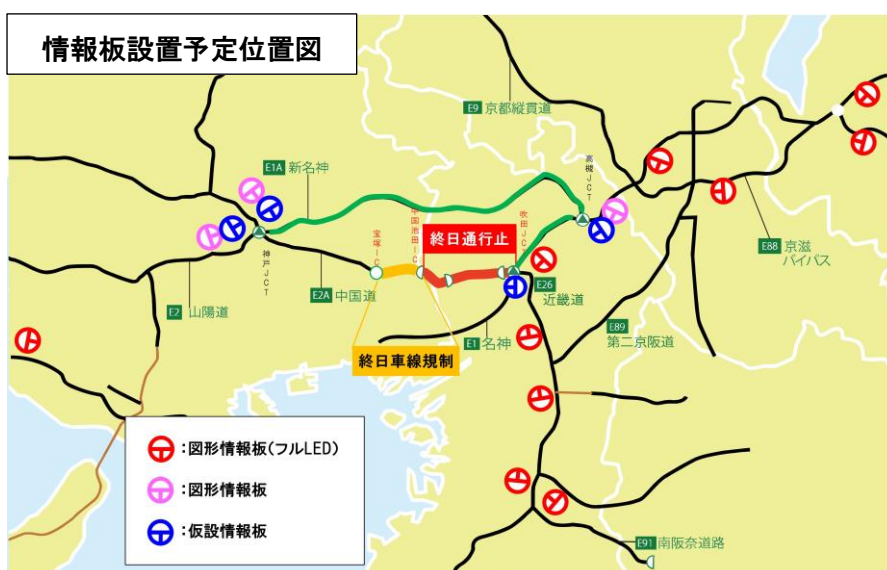 情報板設置予定位置図
E9 京都縦貫道
E1A 新名神
高槻JCT
中国池田IC
吹田JCT
宝塚IC
終日通行止
神戸JCT
E88 京滋
バイパス
E2A 中国道
E26
近畿道
E2 山陽道
E89
第二京阪道
E1 名神
終日車線規制
:図形情報板(フルLED)
:図形情報板
:仮設情報板
E91 南阪奈道路